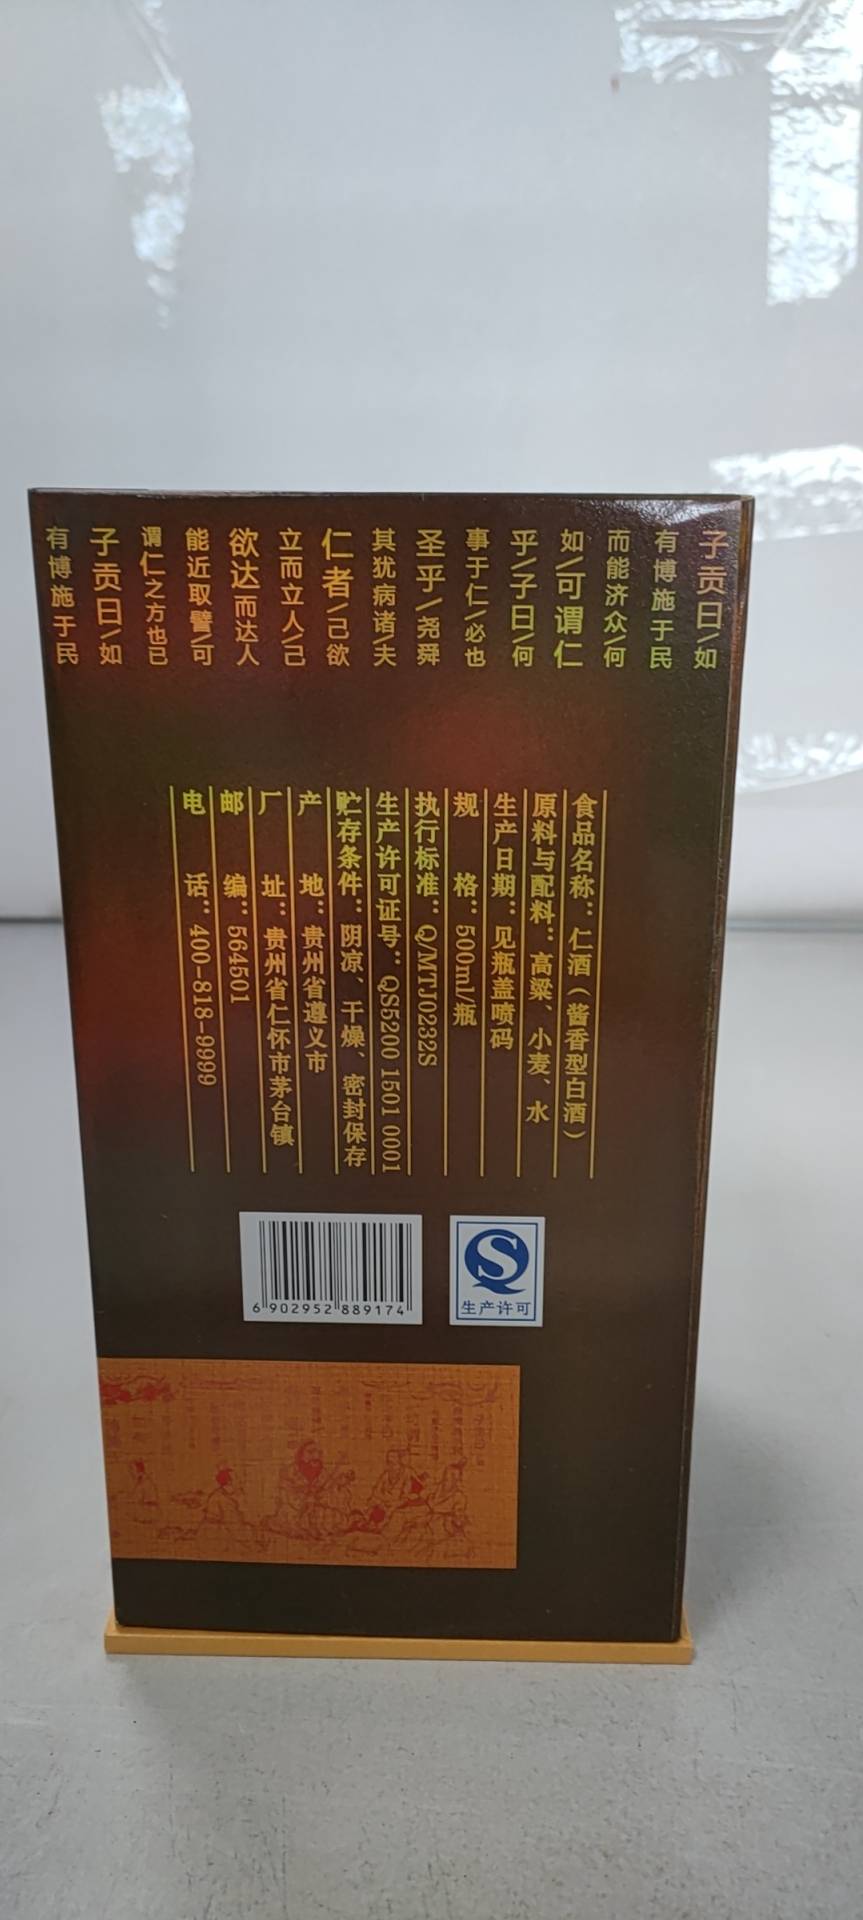 子贡曰\如
有博施于民
而能济众/何
如/可谓仁
乎/子曰/何
事于仁/必也
圣乎/尧舜
其犹病诸/夫
仁者/己欲
立而立人/己
欲达而达人
能近取譬\可
谓仁之方也已
子贡曰\如
有博施于民
食品名称：仁酒（酱香型白酒）
原料与配料：高粱、小麦、水
生产日期：见瓶盖喷码
规格：500ml/瓶
执行标准：Q/MTJ0232S
生产许可证号：QS5200 1501 0001
贮存条件：阴凉、干燥、密封保存
产地：贵州省遵义市
厂址：贵州省仁怀市茅台镇
邮编：564501
电话：400-818-9999
6 902952 889174
生产许可